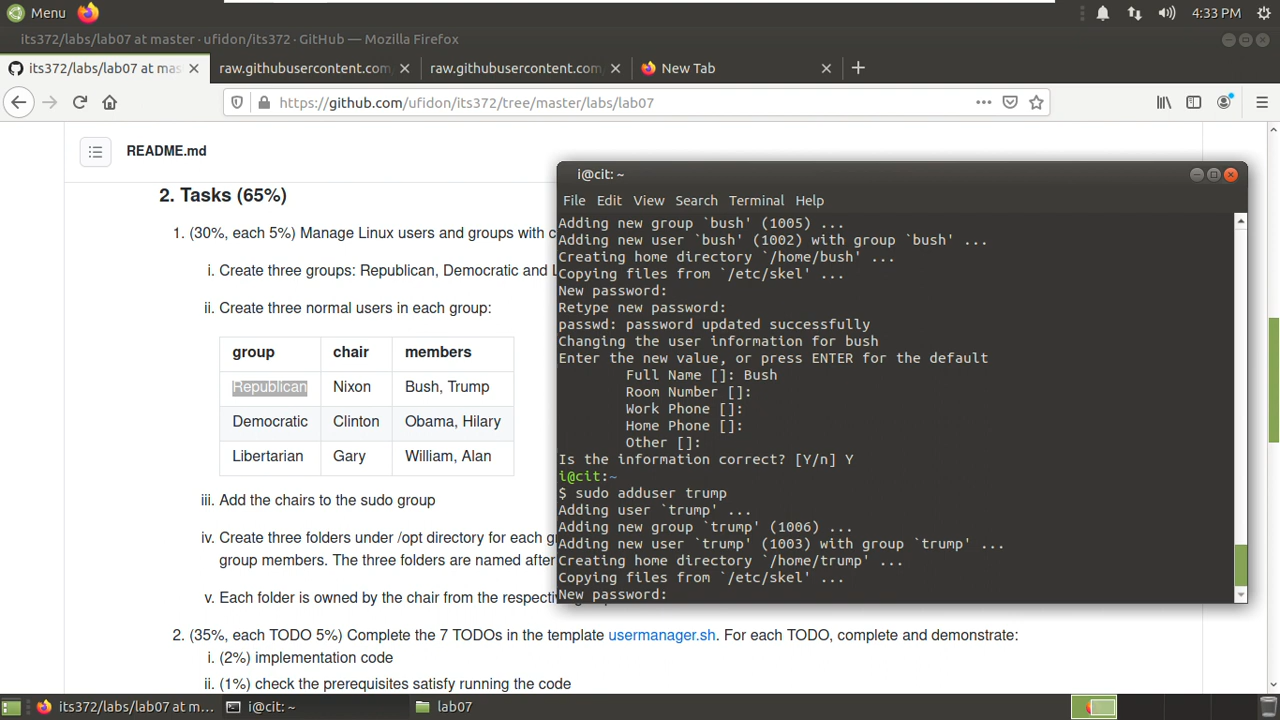 Menu
4:33 PM
its372/labs/lab07 at master · ufidon/its372 · GitHub — Mozilla Firefox
its372/labs/lab07 at mas
raw.githubusercontent.com/
raw.githubusercontent.com/
New Tab
https://github.com/ufidon/its372/tree/master/labs/lab07
README.md
2. Tasks (65%)
1. (30%, each 5%) Manage Linux users and groups with c
i. Create three groups: Republican, Democratic and L
ii. Create three normal users in each group:
group chair members
Republican Nixon Bush, Trump
Democratic Clinton Obama, Hilary
Libertarian Gary William, Alan
iii. Add the chairs to the sudo group
iv. Create three folders under /opt directory for each g
group members. The three folders are named after
v. Each folder is owned by the chair from the respectiv
2. (35%, each TODO 5%) Complete the 7 TODOs in the template usermanager.sh. For each TODO, complete and demonstrate:
i. (2%) implementation code
ii. (1%) check the prerequisites satisfy running the code
i@cit: ~
File Edit View Search Terminal Help
Adding new group `bush' (1005) ...
Adding new user `bush' (1002) with group `bush' ...
Creating home directory `/home/bush' ...
Copying files from `/etc/skel' ...
New password:
Retype new password:
passwd: password updated successfully
Changing the user information for bush
Enter the new value, or press ENTER for the default
Full Name []: Bush
Room Number []:
Work Phone []:
Home Phone []:
Other []:
Is the information correct? [Y/n] Y
i@cit:~
$ sudo adduser trump
Adding user `trump' ...
Adding new group `trump' (1006) ...
Adding new user `trump' (1003) with group `trump' ...
Creating home directory `/home/trump' ...
Copying files from `/etc/skel' ...
New password:
its372/labs/lab07 at m...
i@cit: ~
lab07